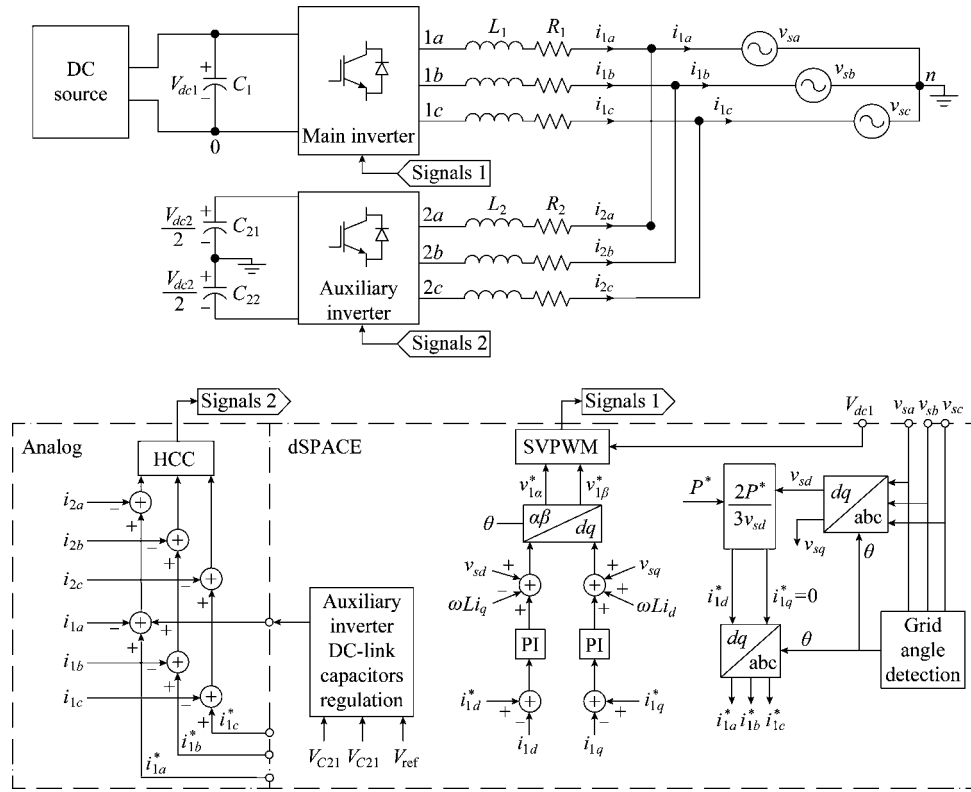 DC
source
V_dc1
+
−
C_1
0
Main inverter
1a
1b
1c
L_1
R_1
i_1a
i_1a
i_1b
i_1b
i_1c
i_1c
v_sa
v_sb
v_sc
n
Signals 1
V_dc2
2
+
−
C_21
V_dc2
2
+
−
C_22
Auxiliary
inverter
2a
2b
2c
L_2
R_2
i_2a
i_2b
i_2c
Signals 2
Signals 2
Signals 1
V_dc1
v_sa
v_sb
v_sc
Analog
dSPACE
HCC
SVPWM
i_2a
− +
+
i_2b
− +
+
i_2c
− +
+
i_1a
− +
+ +
i_1b
− +
+
i_1c
− +
+
i*_1c
i*_1b
i*_1a
Auxiliary
inverter
DC-link
capacitors
regulation
V_C21
V_C21
V_ref
v*_1α
v*_1β
θ
αβ
dq
v_sd
+
+
−
ωLi_q
+
v_sq
+
+
+
ωLi_d
+
PI
PI
i*_1d
+
+
−
i_1d
i*_1q
+
+
−
i_1q
P*
2P*
3v_sd
v_sd
v_sq
dq
abc
θ
i*_1d
i*_1q=0
dq
abc
θ
Grid
angle
detection
i*_1a
i*_1b
i*_1c